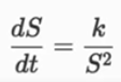 dS/dt = k/S²